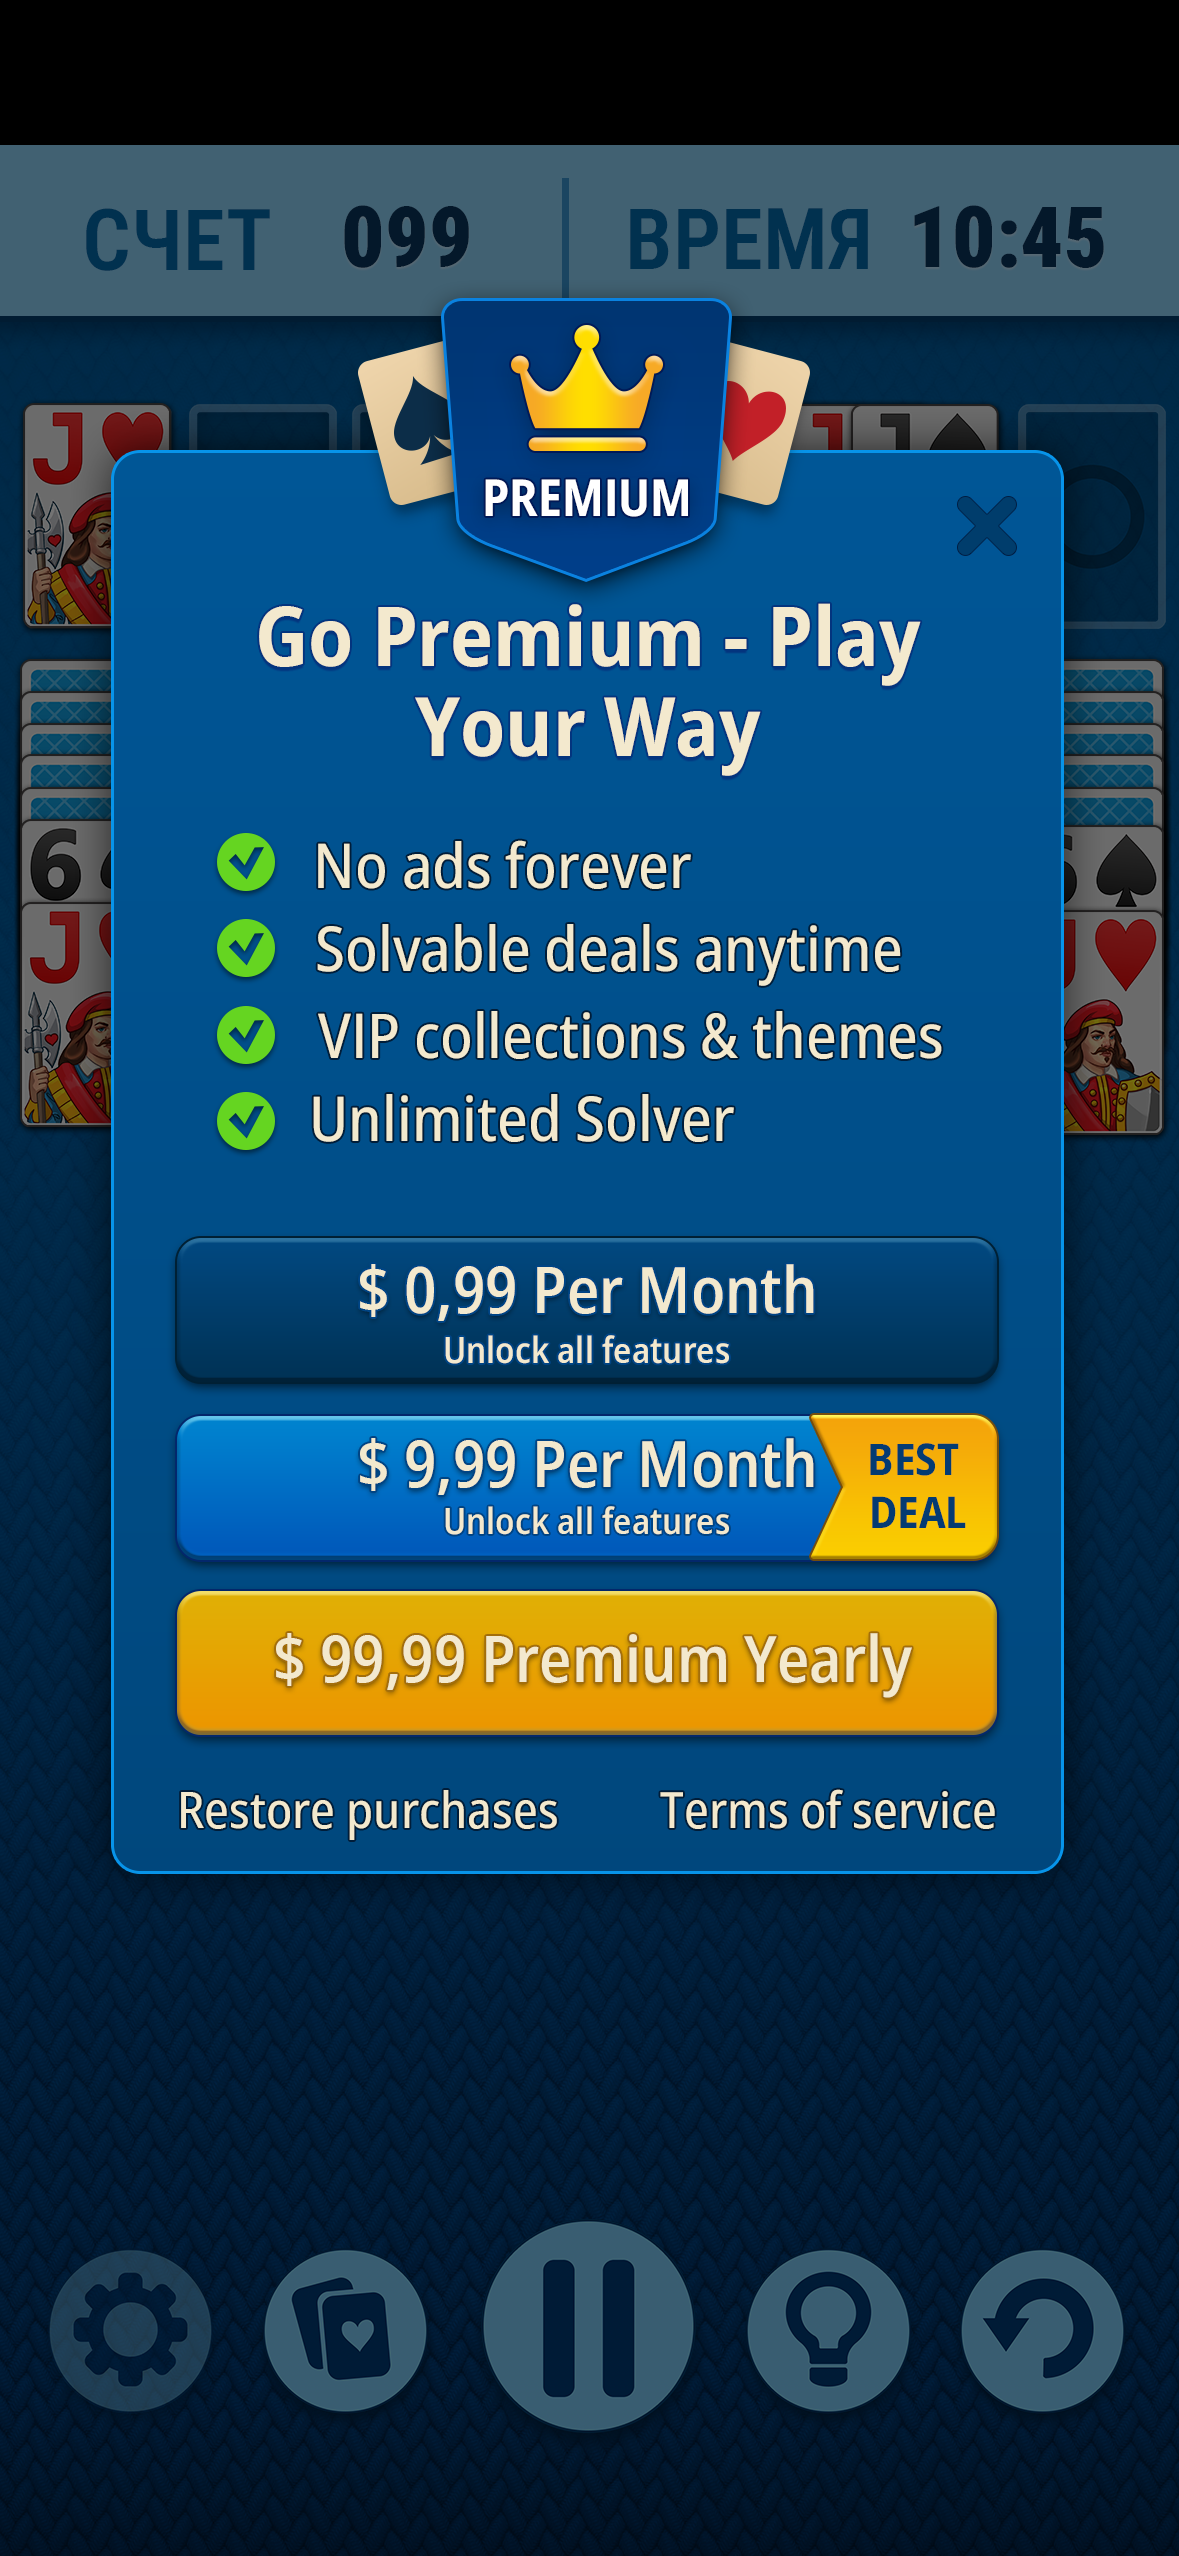 СЧЕТ 099 ВРЕМЯ 10:45
J J J
PREMIUM
Go Premium - Play
Your Way
No ads forever
Solvable deals anytime
VIP collections & themes
Unlimited Solver
6 6
J J
$ 0,99 Per Month
Unlock all features
$ 9,99 Per Month
Unlock all features
BEST
DEAL
$ 99,99 Premium Yearly
Restore purchases Terms of service